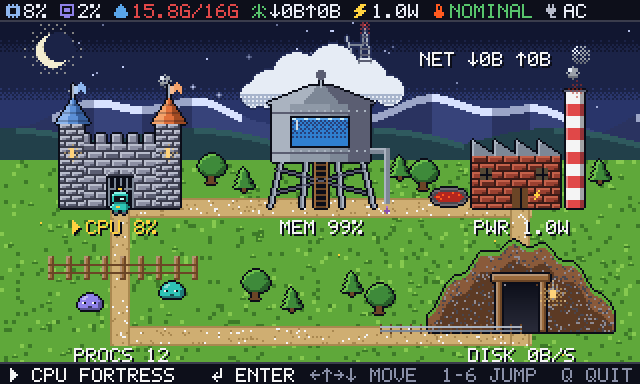 8% 2% 15.8G/16G ↓0B↑0B 1.0W NOMINAL AC
NET ↓0B ↑0B
▶CPU 8% MEM 99% PWR 1.0W
PROCS 12 DISK 0B/S
▶ CPU FORTRESS ↲ ENTER ←↑→↓ MOVE 1-6 JUMP Q QUIT